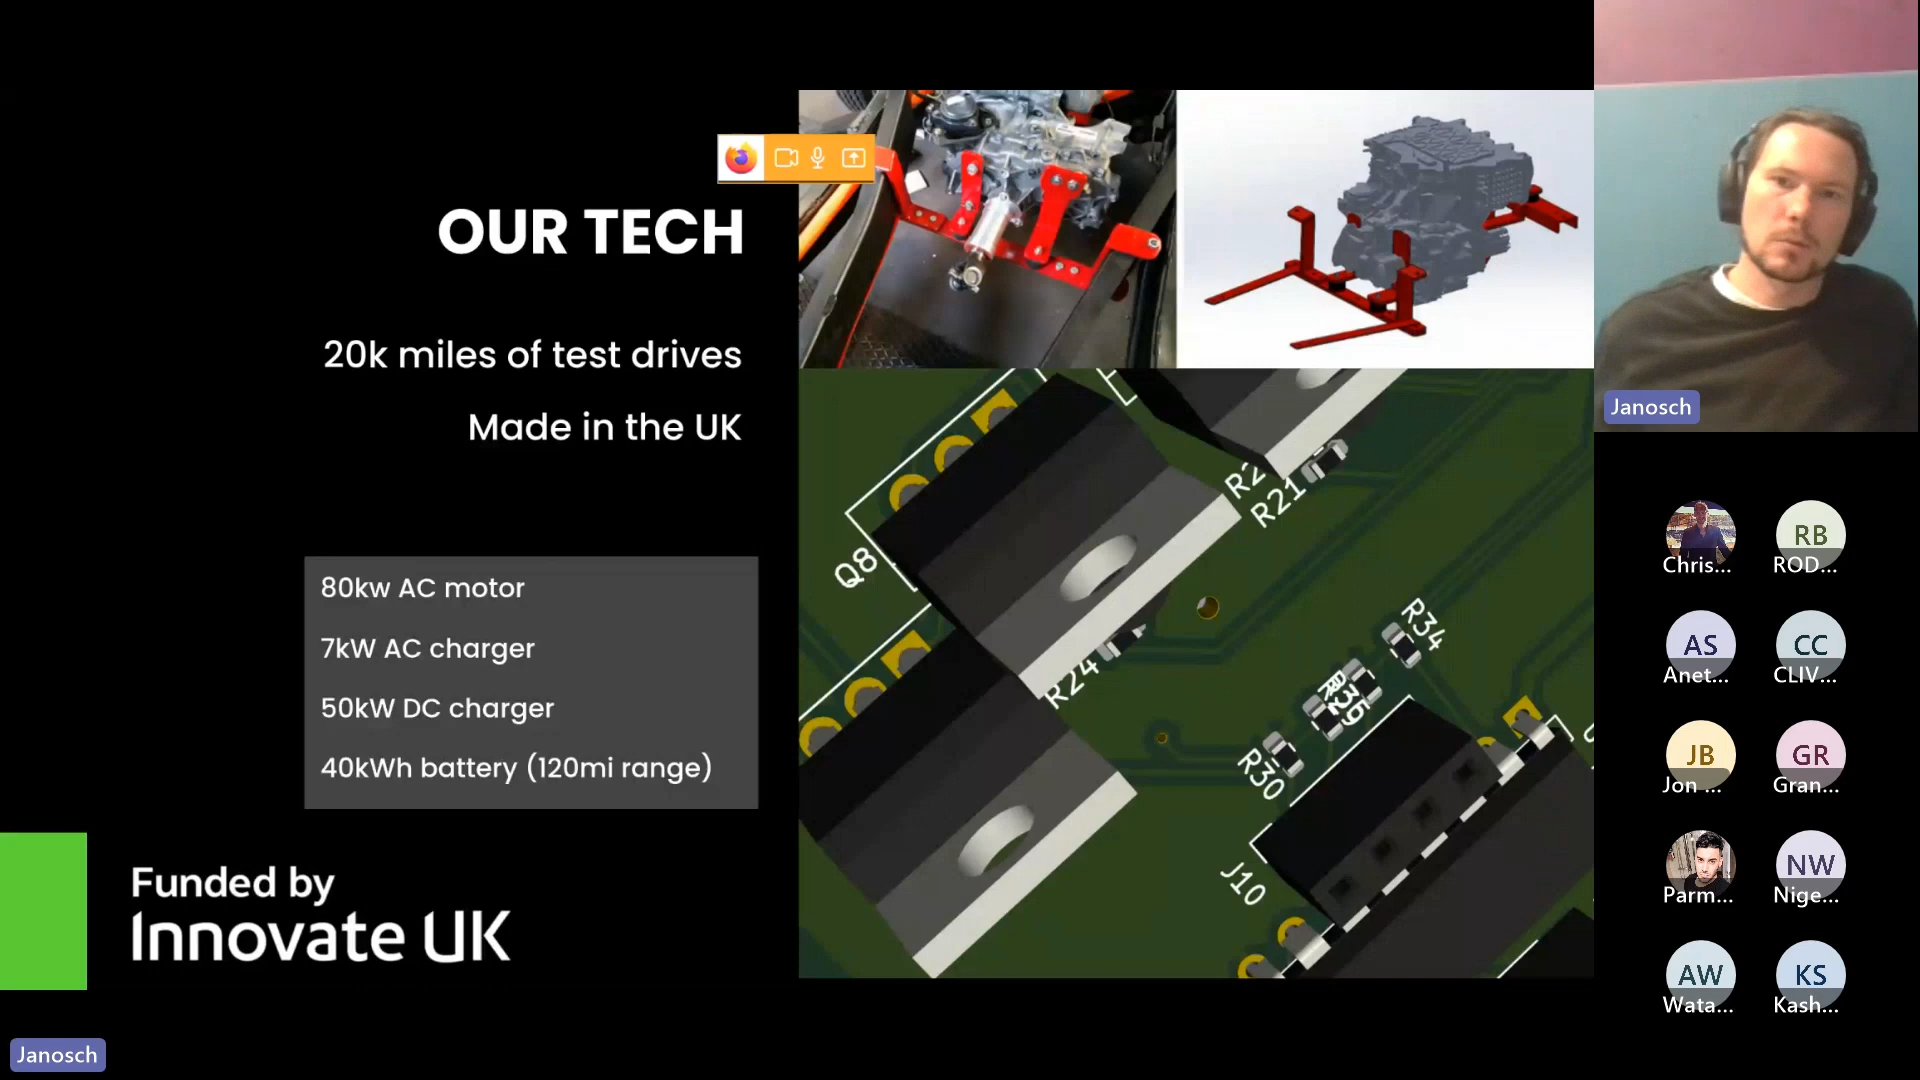 OUR TECH
20k miles of test drives
Made in the UK
80kw AC motor
7kW AC charger
50kW DC charger
40kWh battery (120mi range)
Funded by
Innovate UK
Janosch
Q8
R21
R24
R34
R30
J10
Janosch
Chris...
RB
ROD...
AS
Anet...
CC
CLIV...
JB
Jon ...
GR
Gran...
Parm...
NW
Nige...
AW
Wata...
KS
Kash...